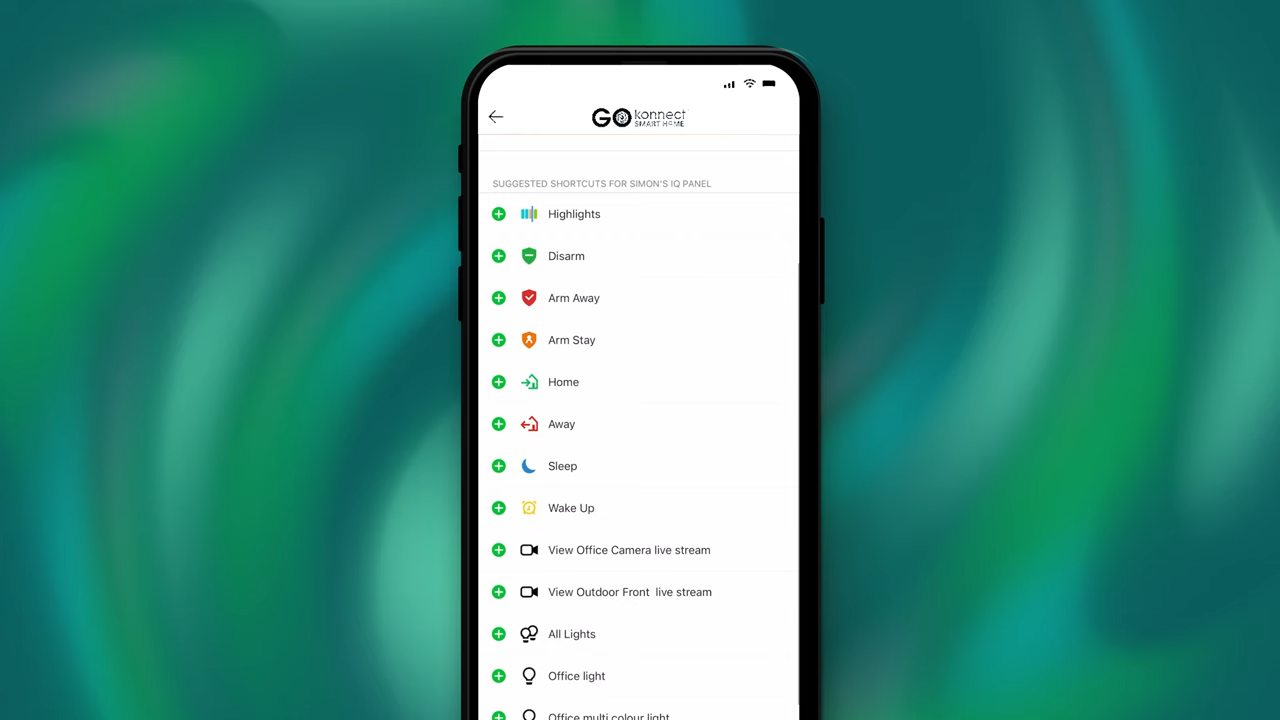 GO konnect
SMART HOME
SUGGESTED SHORTCUTS FOR SIMON'S IQ PANEL
Highlights
Disarm
Arm Away
Arm Stay
Home
Away
Sleep
Wake Up
View Office Camera live stream
View Outdoor Front live stream
All Lights
Office light
Office multi colour light